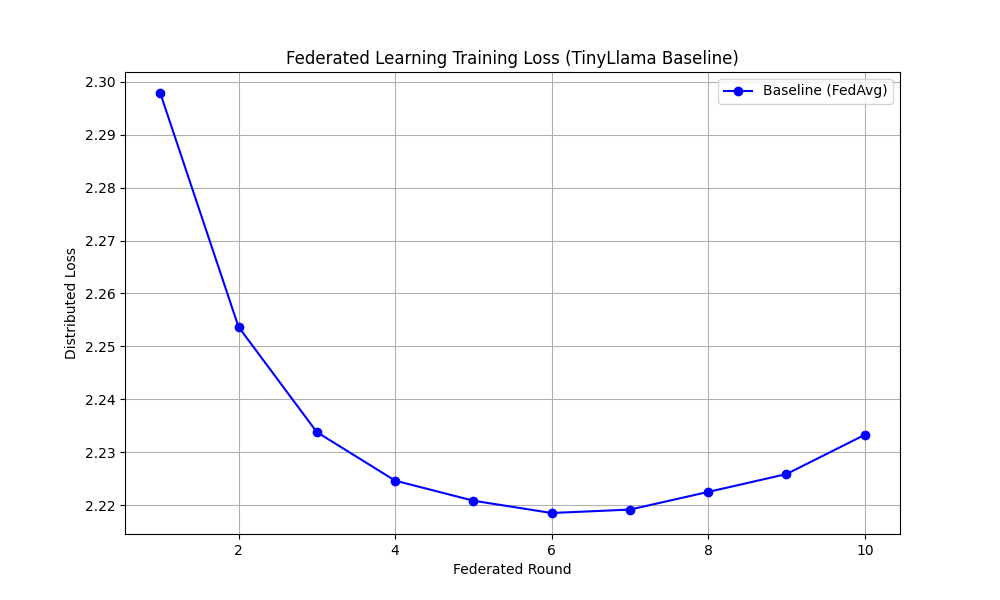 Federated Learning Training Loss (TinyLlama Baseline)
Baseline (FedAvg)
2.30
2.29
2.28
2.27
2.26
2.25
2.24
2.23
2.22
Distributed Loss
2 4 6 8 10
Federated Round